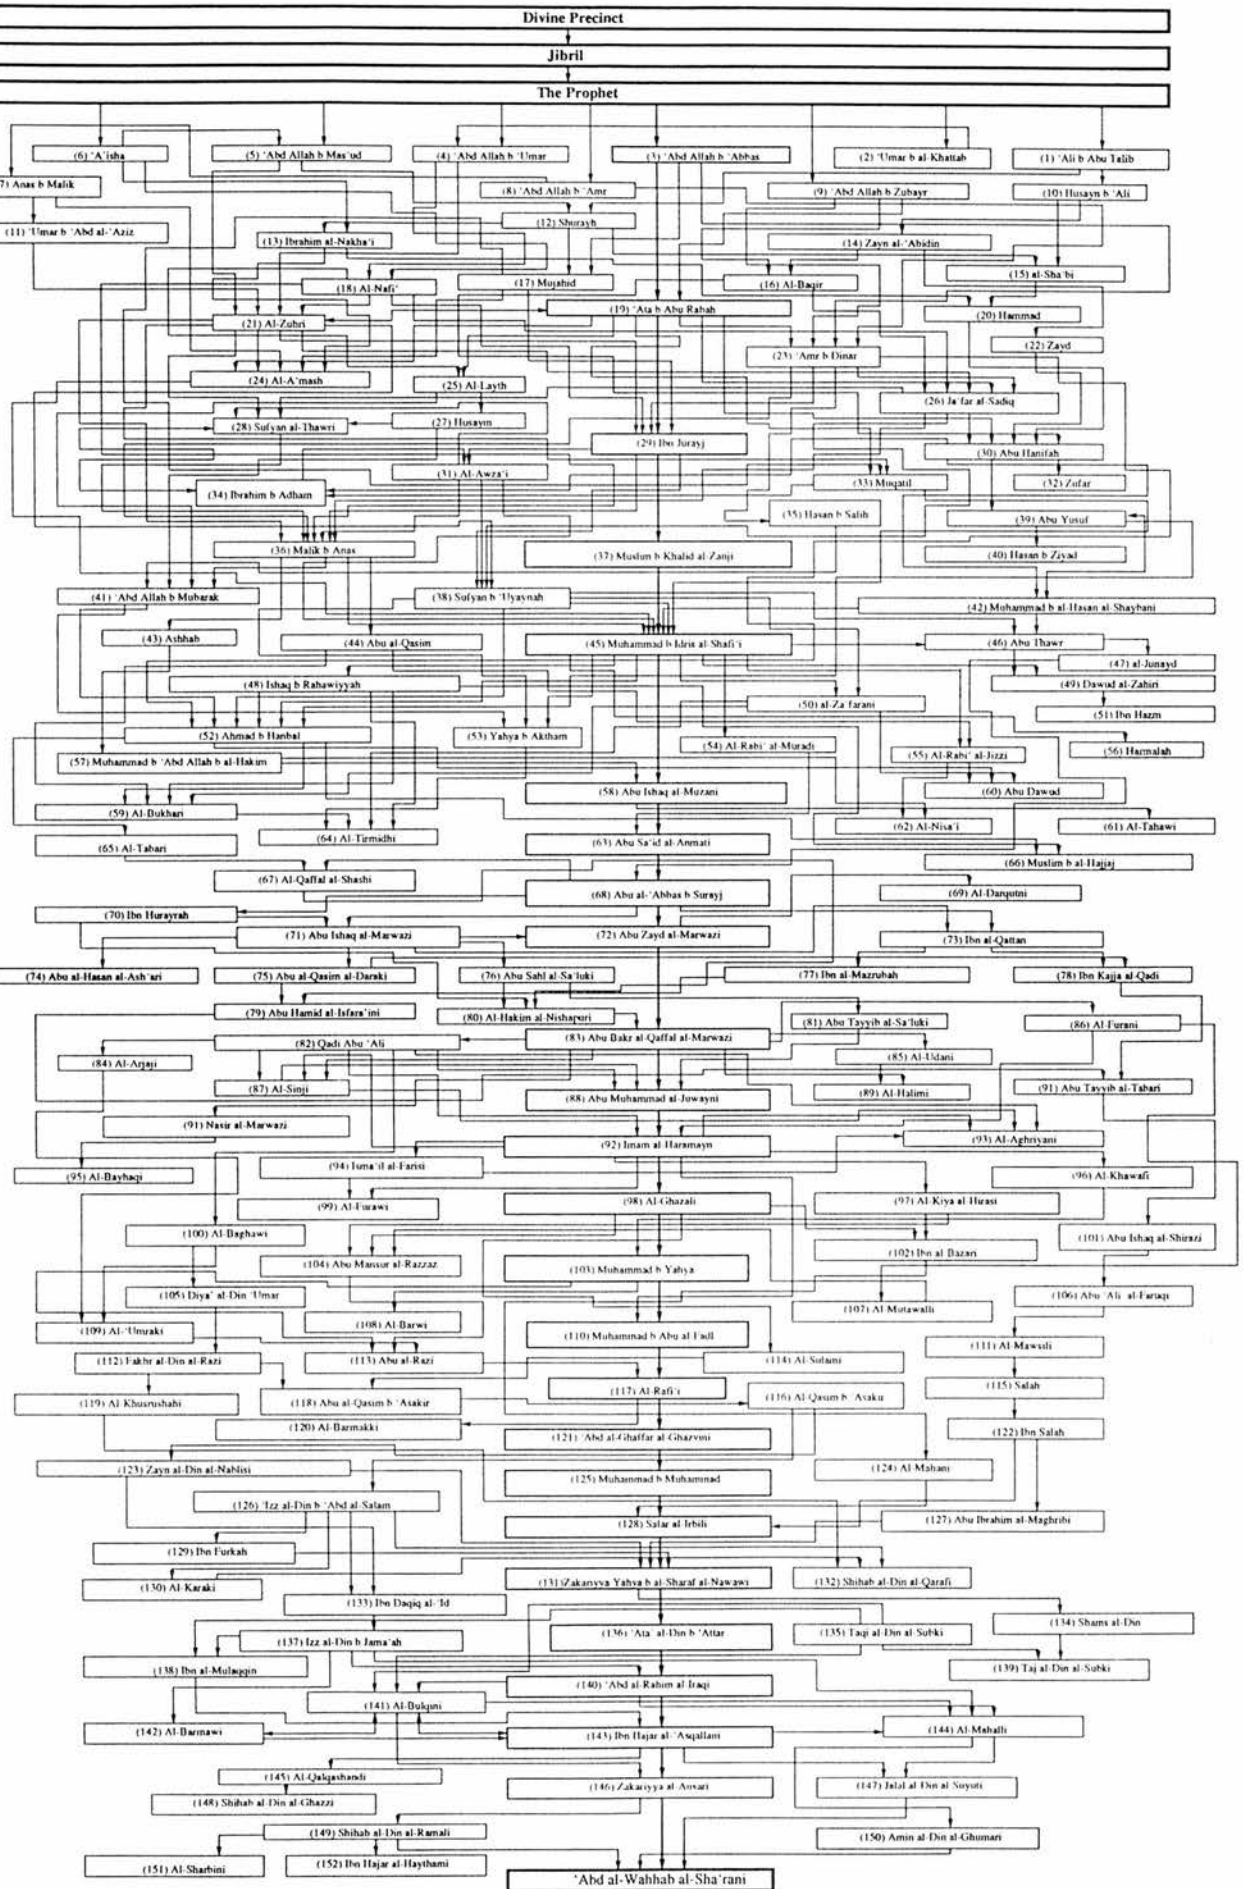 Divine Precinct
Jibril
The Prophet
(6) ‘A’isha
(5) ‘Abd Allah b Mas‘ud
(4) ‘Abd Allah b ‘Umar
(3) ‘Abd Allah b ‘Abbas
(2) ‘Umar b al-Khattab
(1) ‘Ali b Abu Talib
7) Anas b Malik
(8) ‘Abd Allah b ‘Amr
(9) ‘Abd Allah b Zubayr
(10) Husayn b ‘Ali
(11) ‘Umar b ‘Abd al-‘Aziz
(12) Shurayh
(13) Ibrahim al-Nakha‘i
(14) Zayn al-‘Abidin
(15) al-Sha‘bi
(18) Al-Nafi‘
(17) Mujahid
(16) Al-Baqir
(19) ‘Ata b Abu Rabah
(20) Hammad
(21) Al-Zuhri
(22) Zayd
(23) ‘Amr b Dinar
(24) Al-A‘mash
(25) Al-Layth
(26) Ja‘far al-Sadiq
(28) Sufyan al-Thawri
(27) Husayin
(29) Ibn Jurayj
(30) Abu Hanifah
(31) Al-Awza‘i
(33) Muqatil
(32) Zufar
(34) Ibrahim b Adham
(35) Hasan b Salih
(39) Abu Yusuf
(36) Malik b Anas
(37) Muslim b Khalid al-Zanji
(40) Hasan b Ziyad
(41) ‘Abd Allah b Mubarak
(38) Sufyan b ‘Uyaynah
(42) Muhammad b al-Hasan al-Shaybani
(43) Ashhab
(44) Abu al-Qasim
(45) Muhammad b Idris al-Shafi‘i
(46) Abu Thawr
(47) al-Junayd
(48) Ishaq b Rahawiyyah
(49) Dawud al-Zahiri
(50) al-Za farani
(51) Ibn Hazm
(52) Ahmad b Hanbal
(53) Yahya b Aktham
(54) Al-Rabi‘ al-Muradi
(55) Al-Rabi‘ al-Jizzi
(56) Harmalah
(57) Muhammad b ‘Abd Allah b al-Hakim
(58) Abu Ishaq al-Muzani
(60) Abu Dawud
(59) Al-Bukhari
(64) Al-Tirmidhi
(62) Al-Nisa‘i
(61) Al-Tahawi
(65) Al-Tabari
(63) Abu Sa‘id al-Anmati
(66) Muslim b al-Hajjaj
(67) Al-Qaffal al-Shashi
(68) Abu al-‘Abbas b Surayj
(69) Al-Darqutni
(70) Ibn Hurayrah
(71) Abu Ishaq al-Marwazi
(72) Abu Zayd al-Marwazi
(73) Ibn al-Qattan
(74) Abu al-Hasan al-Ash‘ari
(75) Abu al-Qasim al-Daraki
(76) Abu Sahl al-Sa‘luki
(77) Ibn al-Mazrubah
(78) Ibn Kajja al-Qadi
(79) Abu Hamid al-Isfara‘ini
(80) Al-Hakim al-Nishapuri
(81) Abu Tayyib al-Sa‘luki
(86) Al-Furani
(82) Qadi Abu ‘Ali
(83) Abu Bakr al-Qaffal al-Marwazi
(84) Al-Arjaji
(85) Al-Udani
(87) Al-Sinji
(88) Abu Muhammad al-Juwayni
(89) Al-Halimi
(91) Abu Tayyib al-Tabari
(91) Nasir al-Marwazi
(92) Imam al-Haramayn
(93) Al-Aghriyani
(95) Al-Bayhaqi
(94) Isma‘il al-Farisi
(96) Al-Khawafi
(99) Al-Furawi
(98) Al-Ghazali
(97) Al-Kiya al-Hirasi
(100) Al-Baghawi
(101) Abu Ishaq al-Shirazi
(104) Abu Mansur al-Razzaz
(103) Muhammad b Yahya
(102) Ibn al Bazari
(105) Diya’ al-Din ‘Umar
(107) Al Mutawalli
(106) Abu ‘Ali al-Faruqi
(109) Al-‘Umraki
(108) Al-Barwi
(110) Muhammad b Abu al Fadl
(111) Al Mawsili
(112) Fakhr al-Din al-Razi
(113) Abu al-Razi
(114) Al-Sulami
(119) Al-Khusrushahi
(118) Abu al-Qasim b ‘Asakir
(117) Al-Rafi‘i
(116) Al-Qasim b ‘Asaku
(115) Salah
(120) Al-Barmakki
(121) ‘Abd al-Ghaffar al-Ghazvini
(122) Ibn Salah
(123) Zayn al-Din al-Nablisi
(125) Muhammad b Muhammad
(124) Al-Mahani
(126) ‘Izz al-Din b ‘Abd al-Salam
(128) Salar al-Irbili
(127) Abu Ibrahim al-Maghribi
(129) Ibn Furkah
(130) Al-Karaki
(131)Zakariyya Yahya b al-Sharaf al-Nawawi
(132) Shihab al-Din al-Qarafi
(133) Ibn Daqiq al-‘Id
(134) Shams al-Din
(137) Izz al-Din b Jama‘ah
(136) ‘Ata’ al-Din b ‘Attar
(135) Taqi al-Din al-Subki
(138) Ibn al-Mulaqqin
(139) Taj al-Din al-Subki
(140) ‘Abd al-Rahim al Iraqi
(141) Al-Bulqini
(142) Al-Barmawi
(143) Ibn Hajar al-‘Asqallani
(144) Al-Mahalli
(145) Al-Qalqashandi
(146) Zakariyya al-Ansari
(147) Jalal al Din al Suyuti
(148) Shihab al-Din al-Ghazzi
(149) Shihab al-Din al-Ramali
(150) Amin al-Din al-Ghumari
(151) Al-Sharbini
(152) Ibn Hajar al-Haythami
‘Abd al-Wahhab al-Sha‘rani